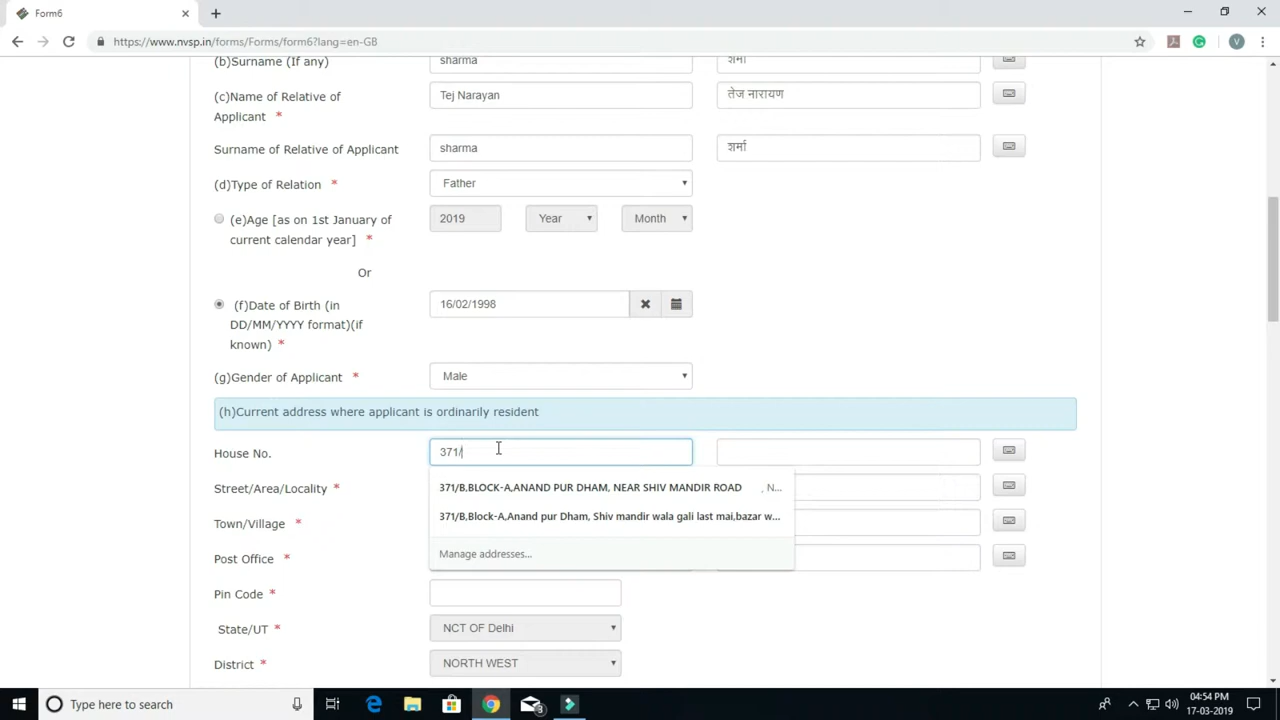 Form6
https://www.nvsp.in/forms/Forms/form6?lang=en-GB
V
(b)Surname (If any) sharma शर्मा
(c)Name of Relative of Applicant * Tej Narayan तेज नारायण
Surname of Relative of Applicant sharma शर्मा
(d)Type of Relation * Father
(e)Age [as on 1st January of current calendar year] * 2019 Year Month
Or
(f)Date of Birth (in DD/MM/YYYY format)(if known) * 16/02/1998
(g)Gender of Applicant * Male
(h)Current address where applicant is ordinarily resident
House No. 371/
371/B,BLOCK-A,ANAND PUR DHAM, NEAR SHIV MANDIR ROAD , N...
Street/Area/Locality *
371/B,Block-A,Anand pur Dham, Shiv mandir wala gali last mai,bazar w...
Town/Village *
Manage addresses...
Post Office *
Pin Code *
State/UT * NCT OF Delhi
District * NORTH WEST
Type here to search
3
04:54 PM
17-03-2019